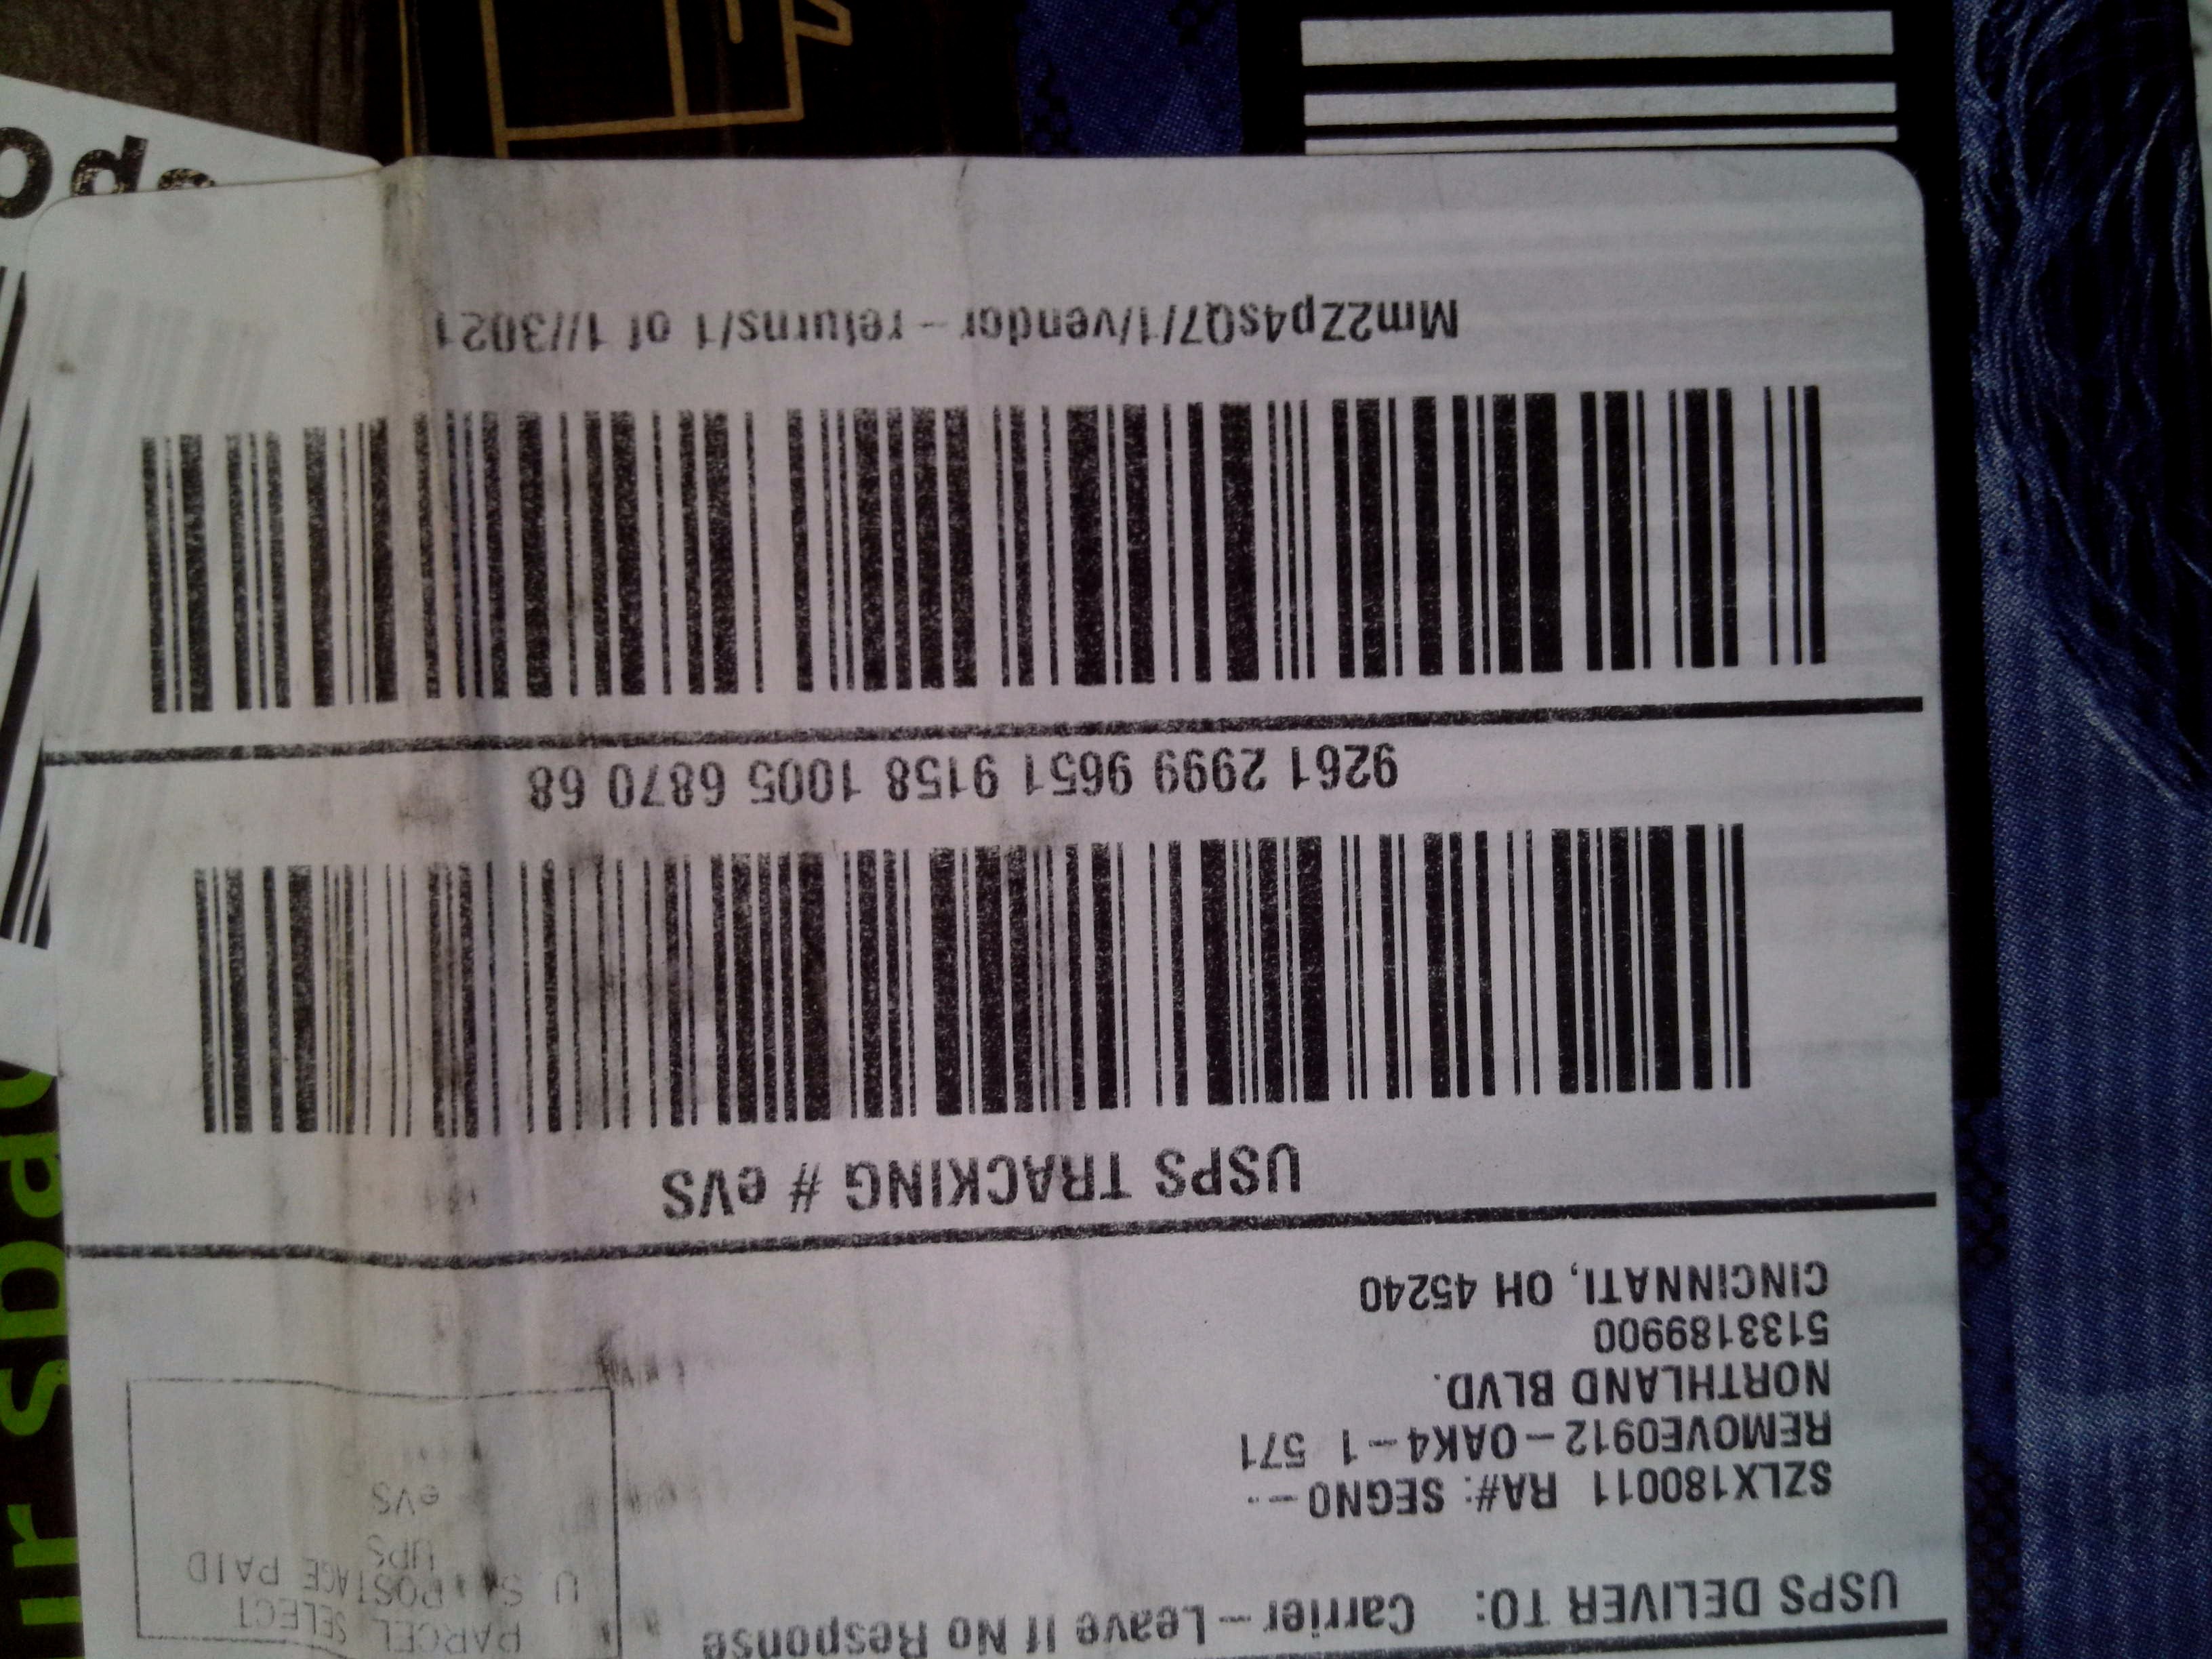 PARCEL SELECT
U.S. POSTAGE PAID
UPS
eVS
USPS DELIVER TO: Carrier-Leave If No Response
SZLX180011 RA#: SEGNO-..
REMOVE0912-OAK4-1 571
NORTHLAND BLVD.
5133189900
CINCINNATI, OH 45240
USPS TRACKING # eVS
9261 2999 9651 9158 1005 6870 68
Mm2Zp4sQ7/1/vendor-returns/1 of 1//3021